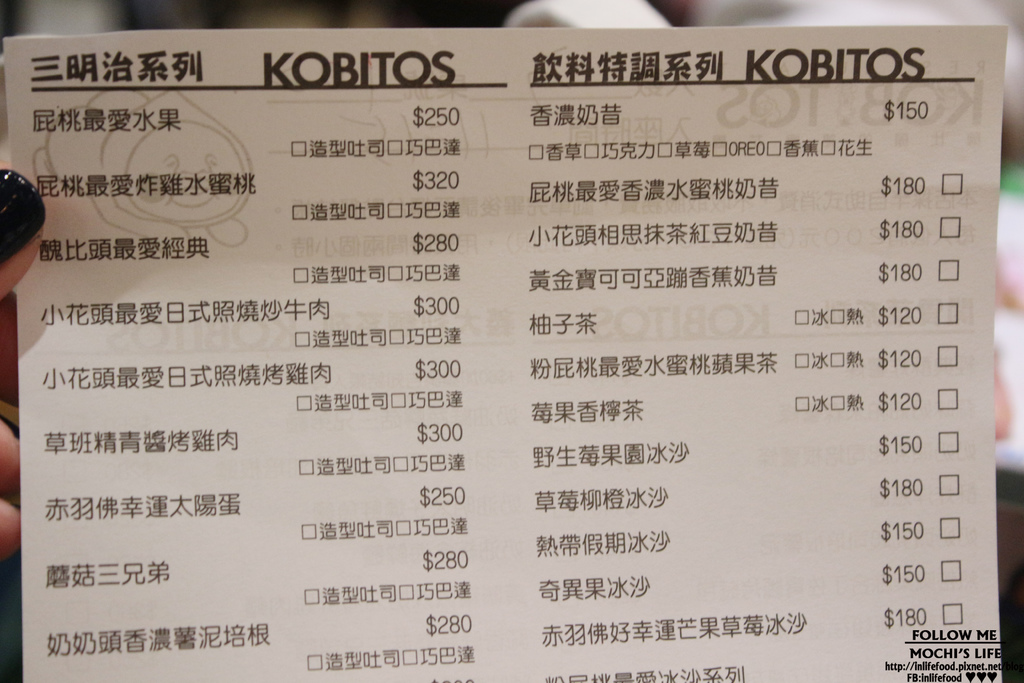 三明治系列 KOBITOS
屁桃最愛水果 $250
□造型吐司□巧巴達
屁桃最愛炸雞水蜜桃 $320
□造型吐司□巧巴達
醜比頭最愛經典 $280
□造型吐司□巧巴達
小花頭最愛日式照燒炒牛肉 $300
□造型吐司□巧巴達
小花頭最愛日式照燒烤雞肉 $300
□造型吐司□巧巴達
草班精青醬烤雞肉 $300
□造型吐司□巧巴達
赤羽佛幸運太陽蛋 $250
□造型吐司□巧巴達
蘑菇三兄弟 $280
□造型吐司□巧巴達
奶奶頭香濃薯泥培根 $280
□造型吐司□巧巴達
飲料特調系列 KOBITOS
香濃奶昔 $150
□香草□巧克力□草莓□OREO□香蕉□花生
屁桃最愛香濃水蜜桃奶昔 $180 □
小花頭相思抹茶紅豆奶昔 $180 □
黃金寶可可亞蹦香蕉奶昔 $180 □
柚子茶 □冰□熱 $120 □
粉屁桃最愛水蜜桃蘋果茶 □冰□熱 $120 □
莓果香檸茶 □冰□熱 $120 □
野生莓果園冰沙 $150 □
草莓柳橙冰沙 $180 □
熱帶假期冰沙 $150 □
奇異果冰沙 $150 □
赤羽佛好幸運芒果草莓冰沙 $180 □
粉屁桃最愛冰沙系列
FOLLOW ME
MOCHI'S LIFE
http://inlifefood.pixnet.net/blog
FB:inlifefood ♥♥♥